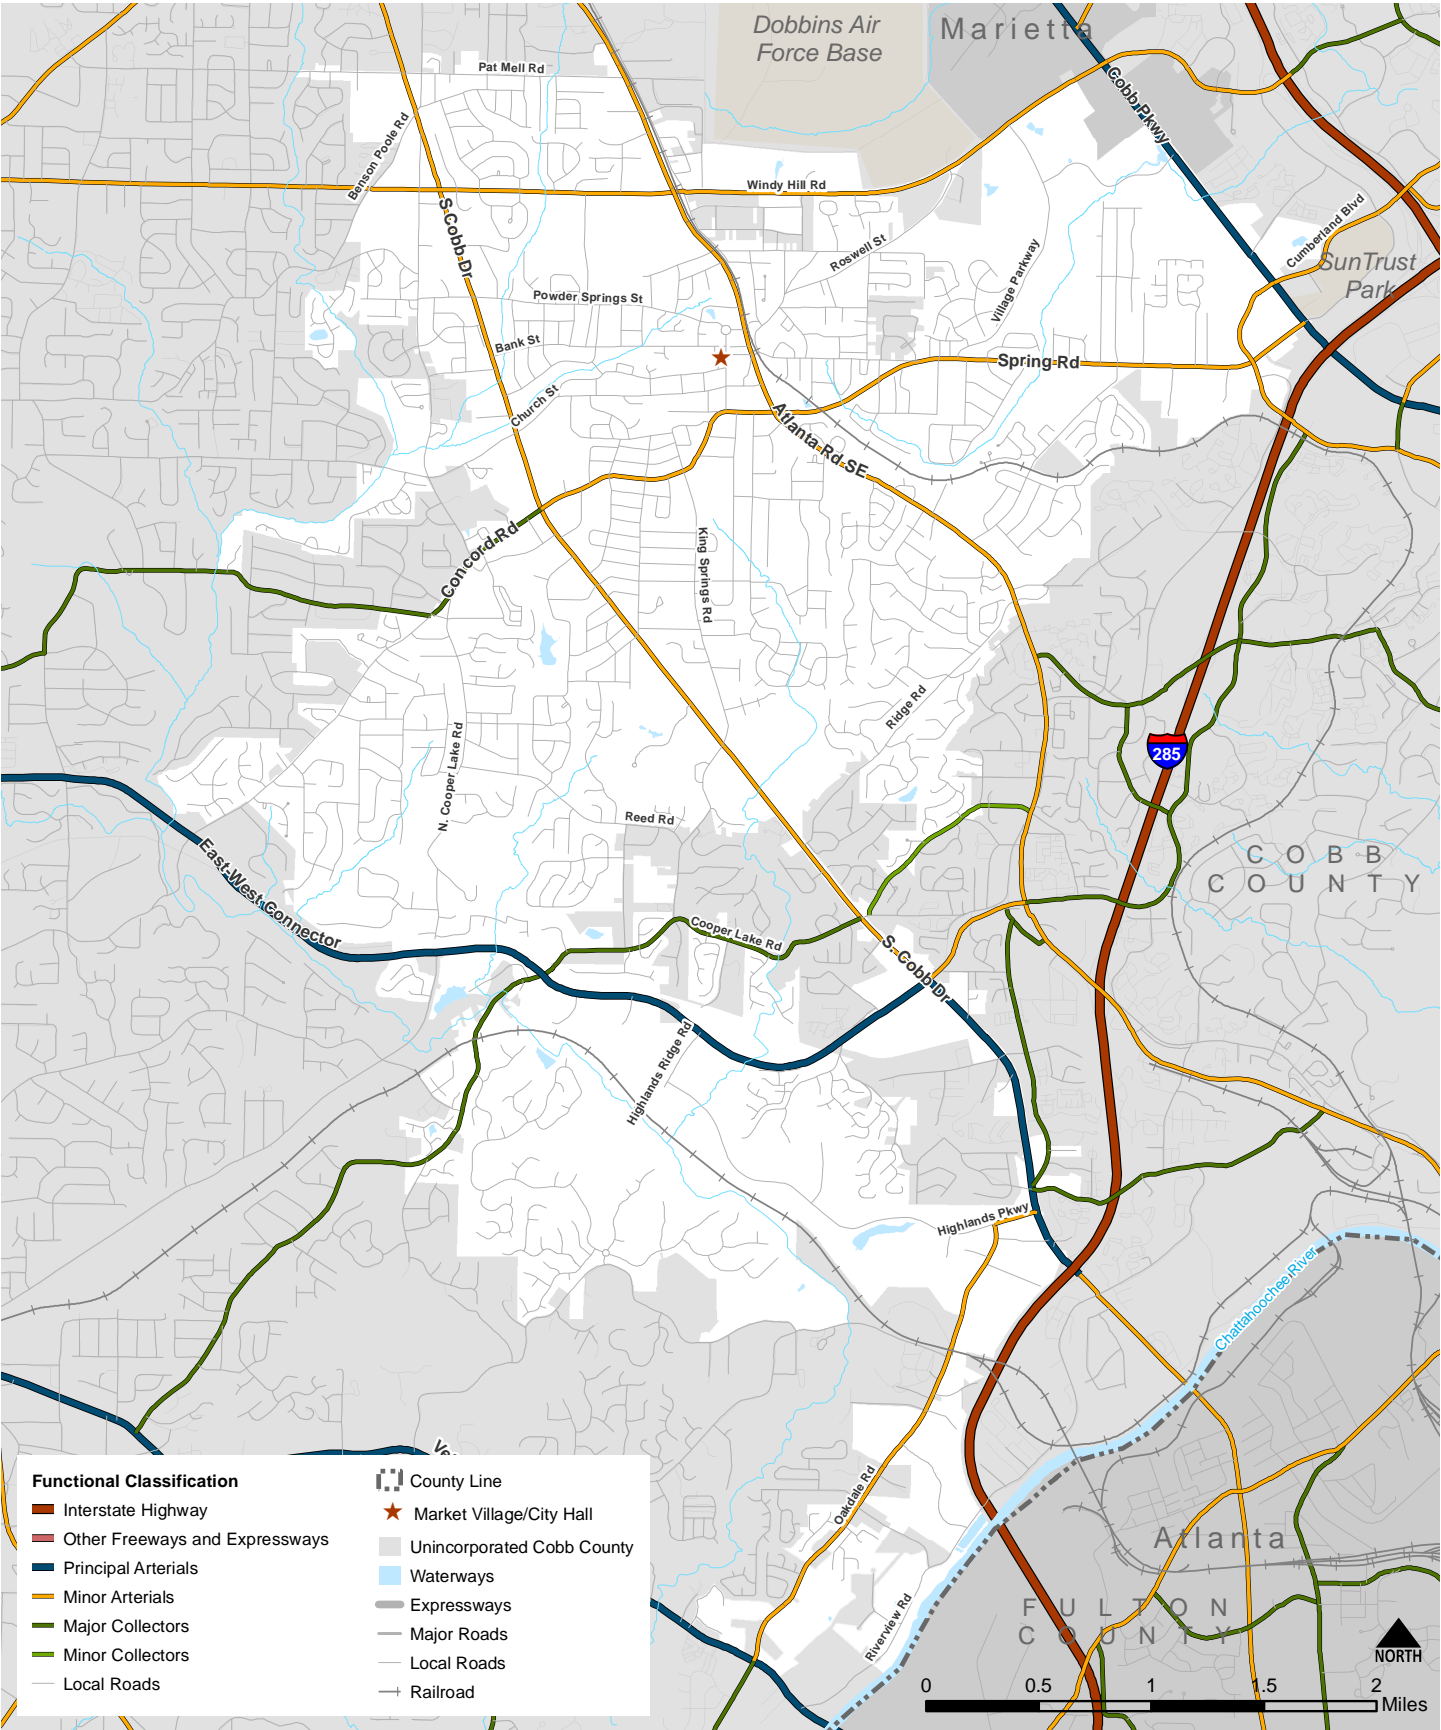 Dobbins Air
Force Base
Marietta
Pat Mell Rd
Cobb Pkwy
Benson Poole Rd
Windy Hill Rd
S Cobb Dr
Cumberland Blvd
Roswell St
SunTrust
Park
Village Parkway
Powder Springs St
Bank St
Spring Rd
Church St
Atlanta Rd SE
Concord Rd
King Springs Rd
Ridge Rd
N. Cooper Lake Rd
285
Reed Rd
East-West Connector
COBB
COUNTY
Cooper Lake Rd
S. Cobb Dr
Highlands Ridge Rd
Highlands Pkwy
Chattahoochee River
Oakdale Rd
Atlanta
Riverview Rd
FULTON
COUNTY
Functional Classification
Interstate Highway
Other Freeways and Expressways
Principal Arterials
Minor Arterials
Major Collectors
Minor Collectors
Local Roads
County Line
Market Village/City Hall
Unincorporated Cobb County
Waterways
Expressways
Major Roads
Local Roads
Railroad
NORTH
0 0.5 1 1.5 2
Miles